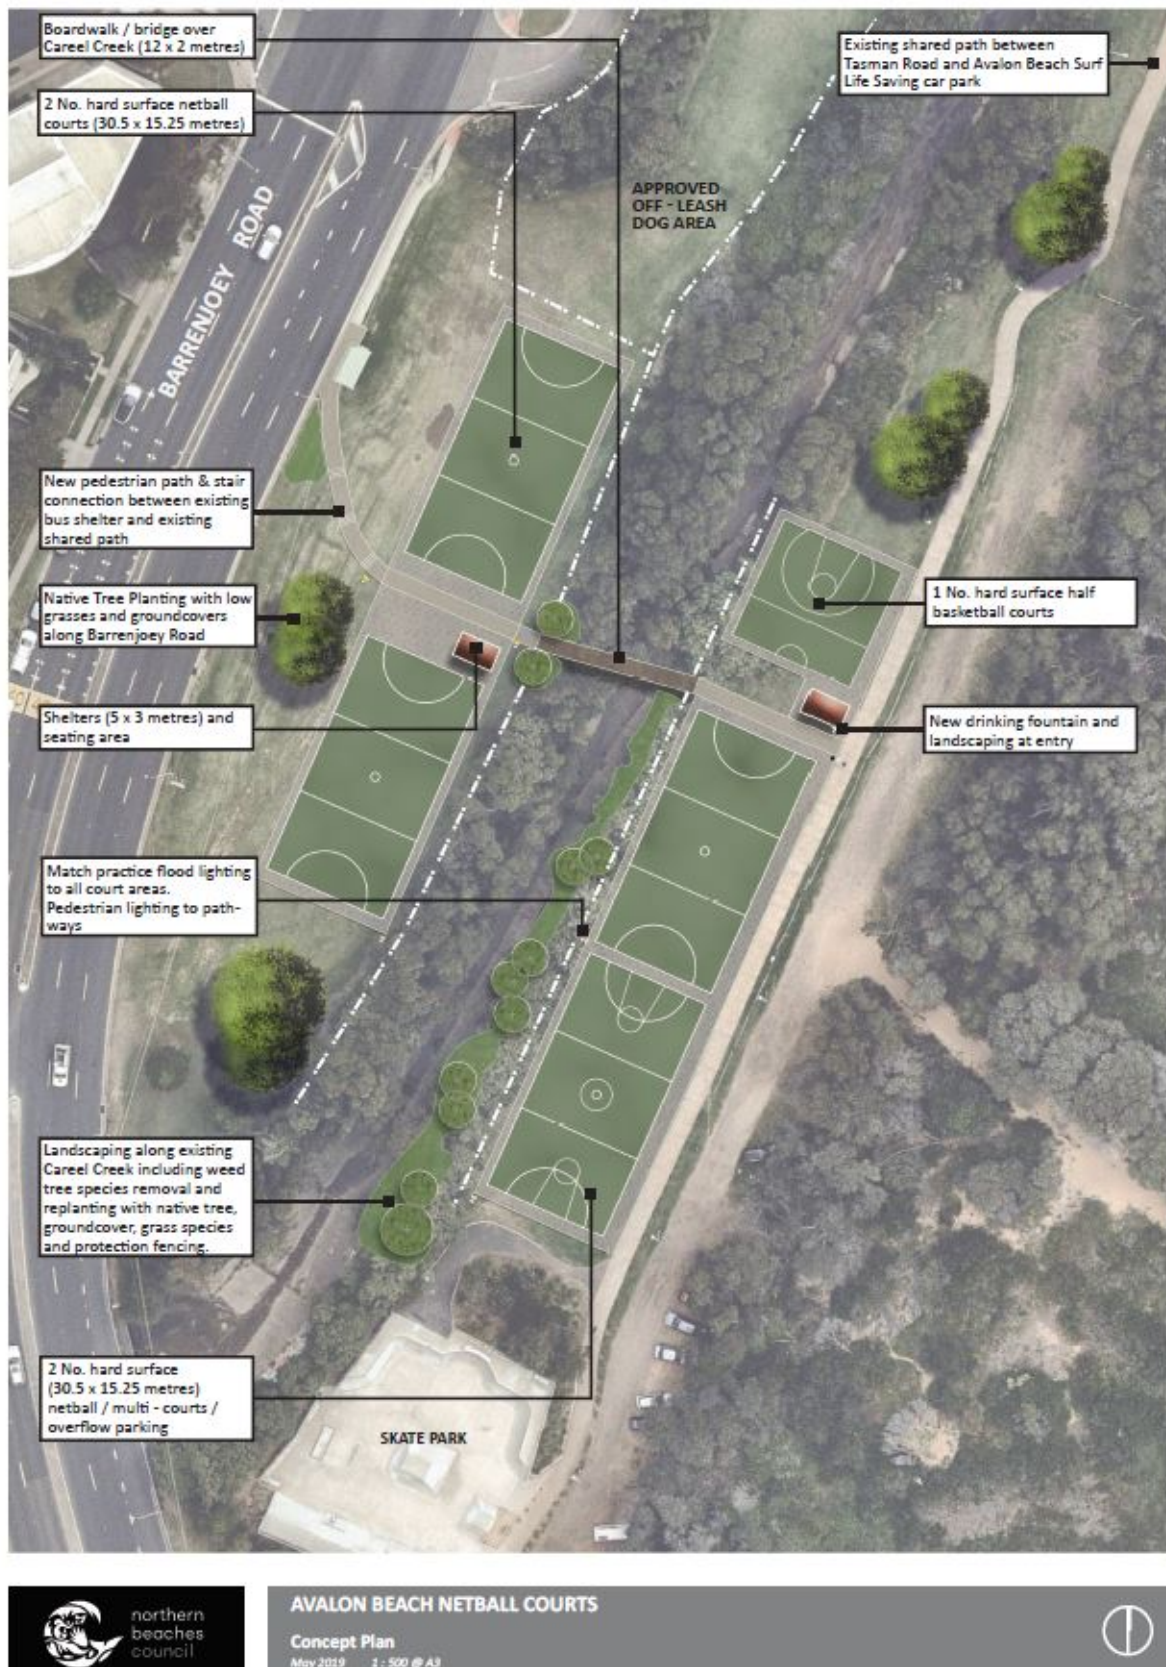 Boardwalk / bridge over
Careel Creek (12 x 2 metres)
2 No. hard surface netball
courts (30.5 x 15.25 metres)
Existing shared path between
Tasman Road and Avalon Beach Surf
Life Saving car park
APPROVED
OFF - LEASH
DOG AREA
BARRENJOEY ROAD
New pedestrian path & stair
connection between existing
bus shelter and existing
shared path
Native Tree Planting with low
grasses and groundcovers
along Barrenjoey Road
1 No. hard surface half
basketball courts
Shelters (5 x 3 metres) and
seating area
New drinking fountain and
landscaping at entry
Match practice flood lighting
to all court areas.
Pedestrian lighting to path-
ways
Landscaping along existing
Careel Creek including weed
tree species removal and
replanting with native tree,
groundcover, grass species
and protection fencing.
2 No. hard surface
(30.5 x 15.25 metres)
netball / multi - courts /
overflow parking
SKATE PARK
northern
beaches
council
AVALON BEACH NETBALL COURTS
Concept Plan
May 2019 1 : 500 @ A3